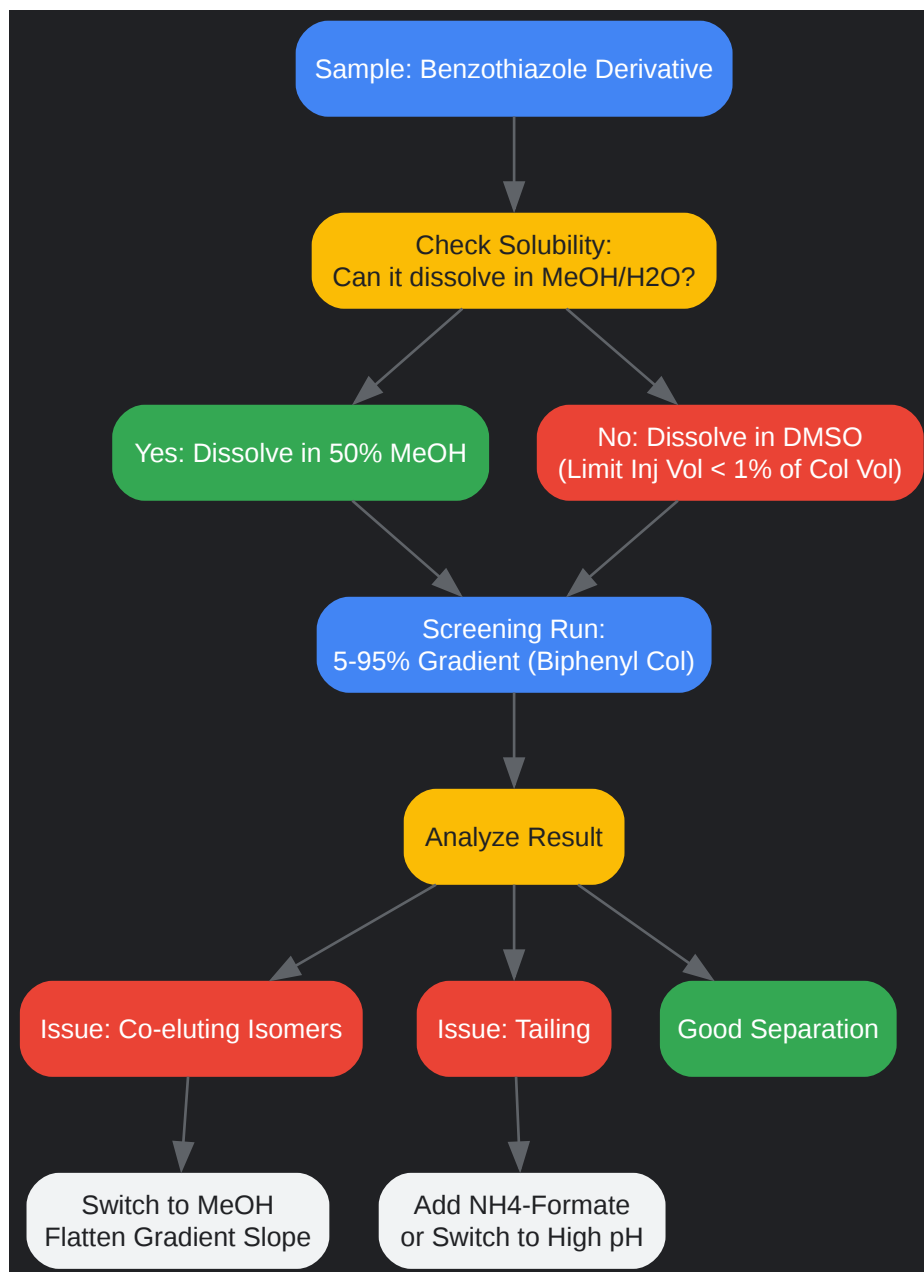 Sample: Benzothiazole Derivative
Check Solubility:
Can it dissolve in MeOH/H2O?
Yes: Dissolve in 50% MeOH
No: Dissolve in DMSO
(Limit Inj Vol < 1% of Col Vol)
Screening Run:
5-95% Gradient (Biphenyl Col)
Analyze Result
Issue: Co-eluting Isomers
Issue: Tailing
Good Separation
Switch to MeOH
Flatten Gradient Slope
Add NH4-Formate
or Switch to High pH